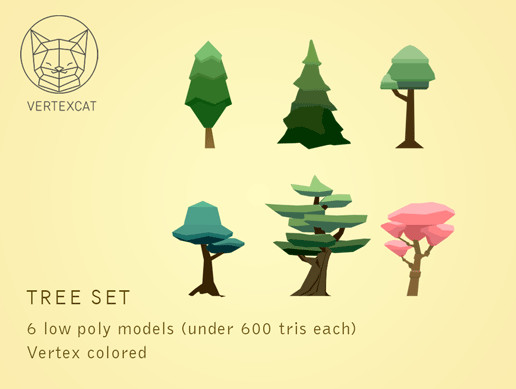 VERTEXCAT
TREE SET
6 low poly models (under 600 tris each)
Vertex colored